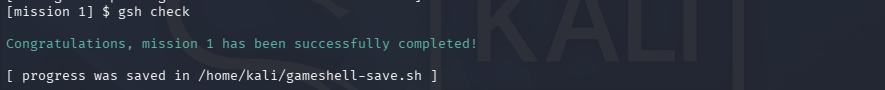 [mission 1] $ gsh check
Congratulations, mission 1 has been successfully completed!
[ progress was saved in /home/kali/gameshell-save.sh ]
KALI